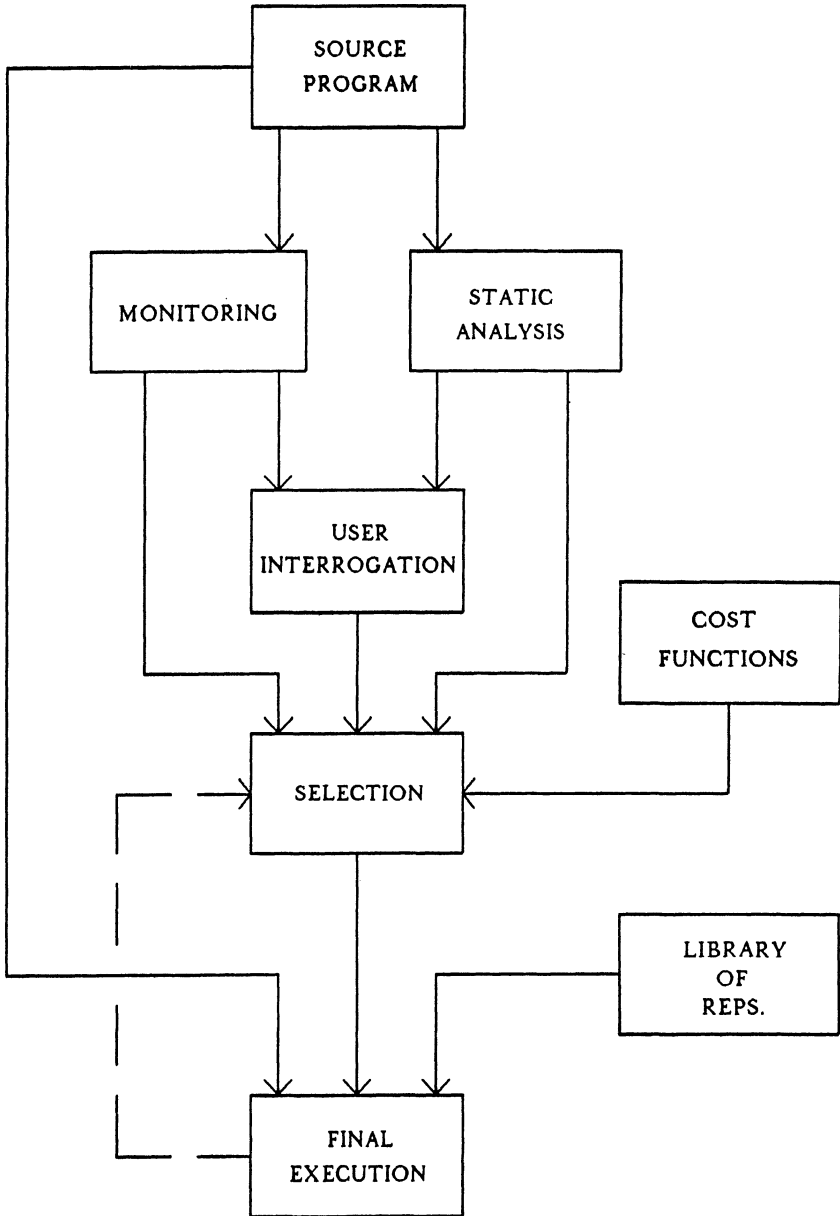 SOURCE
PROGRAM
MONITORING
STATIC
ANALYSIS
USER
INTERROGATION
COST
FUNCTIONS
SELECTION
LIBRARY
OF
REPS.
FINAL
EXECUTION